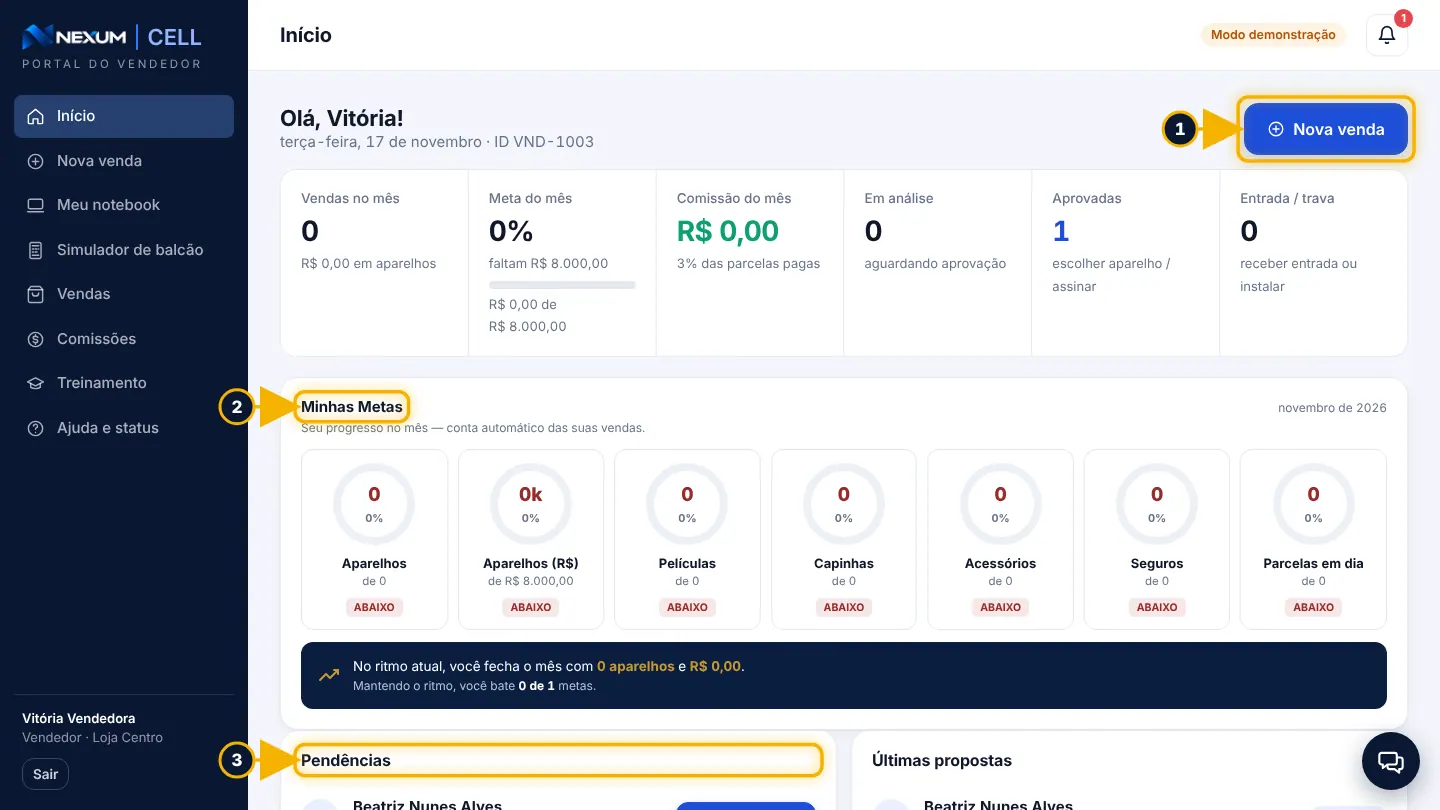 NEXUM | CELL
PORTAL DO VENDEDOR
Início
Nova venda
Meu notebook
Simulador de balcão
Vendas
Comissões
Treinamento
Ajuda e status
Vitória Vendedora
Vendedor · Loja Centro
Sair
Início
Modo demonstração
1
Olá, Vitória!
terça-feira, 17 de novembro · ID VND-1003
1
Nova venda
Vendas no mês
0
R$ 0,00 em aparelhos
Meta do mês
0%
faltam R$ 8.000,00
R$ 0,00 de
R$ 8.000,00
Comissão do mês
R$ 0,00
3% das parcelas pagas
Em análise
0
aguardando aprovação
Aprovadas
1
escolher aparelho /
assinar
Entrada / trava
0
receber entrada ou
instalar
2
Minhas Metas
novembro de 2026
Seu progresso no mês — conta automático das suas vendas.
0
0%
Aparelhos
de 0
ABAIXO
0k
0%
Aparelhos (R$)
de R$ 8.000,00
ABAIXO
0
0%
Películas
de 0
ABAIXO
0
0%
Capinhas
de 0
ABAIXO
0
0%
Acessórios
de 0
ABAIXO
0
0%
Seguros
de 0
ABAIXO
0
0%
Parcelas em dia
de 0
ABAIXO
No ritmo atual, você fecha o mês com 0 aparelhos e R$ 0,00.
Mantendo o ritmo, você bate 0 de 1 metas.
3
Pendências
Beatriz Nunes Alves
Últimas propostas
Beatriz Nunes Alves